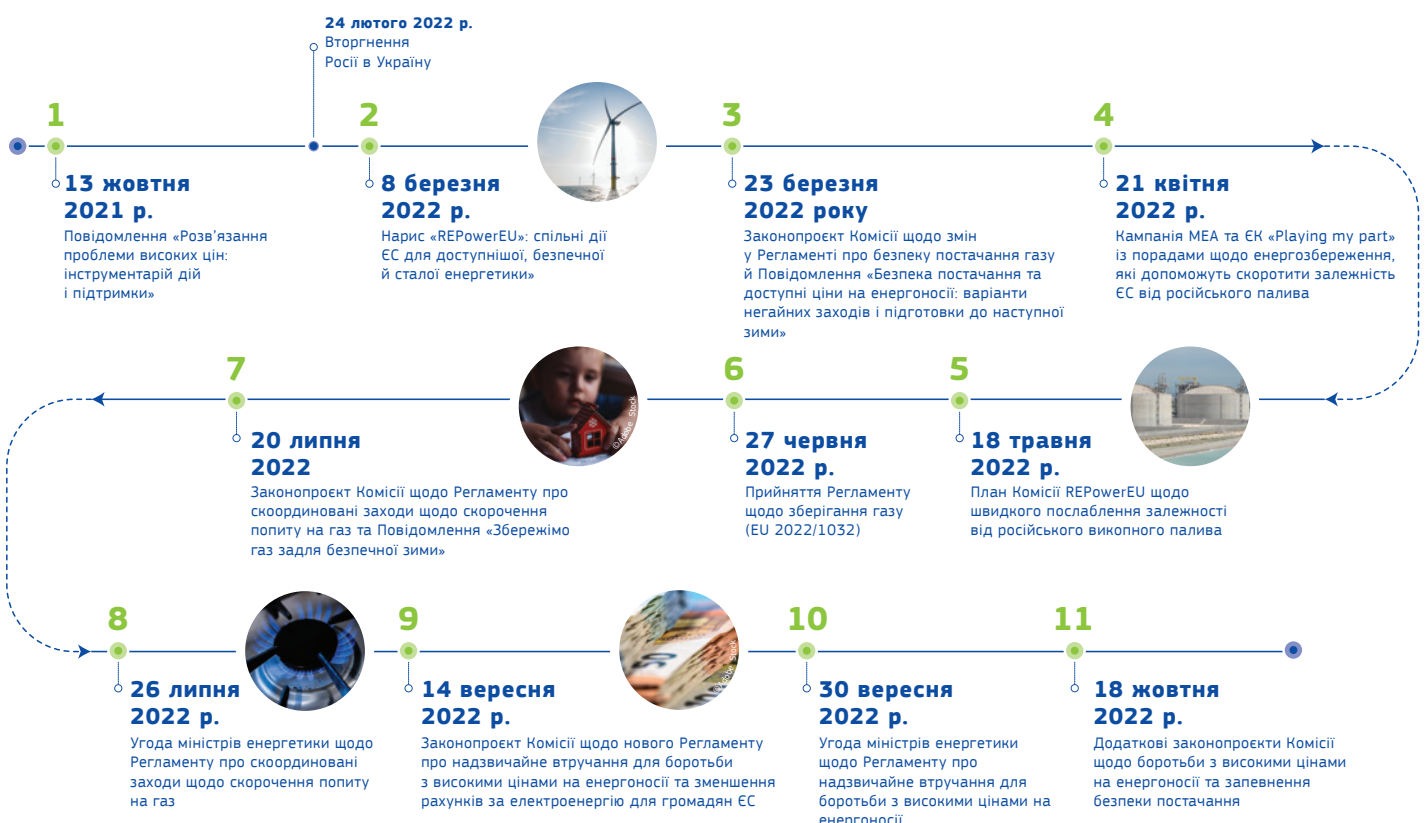 24 лютого 2022 р.
Вторгнення
Росії в Україну
1
13 жовтня
2021 р.
Повідомлення «Розв’язання
проблеми високих цін:
інструментарій дій
і підтримки»
2
8 березня
2022 р.
Нарис «REPowerEU»: спільні дії
ЄС для доступнішої, безпечної
й сталої енергетики»
3
23 березня
2022 року
Законопроєкт Комісії щодо змін
у Регламенті про безпеку постачання газу
й Повідомлення «Безпека постачання та
доступні ціни на енергоносії: варіанти
негайних заходів і підготовки до наступної
зими»
4
21 квітня
2022 р.
Кампанія МЕА та ЄК «Playing my part»
із порадами щодо енергозбереження,
які допоможуть скоротити залежність
ЄС від російського палива
5
18 травня
2022 р.
План Комісії REPowerEU щодо
швидкого послаблення залежності
від російського викопного палива
6
27 червня
2022 р.
Прийняття Регламенту
щодо зберігання газу
(EU 2022/1032)
©Adobe Stock
7
20 липня
2022
Законопроєкт Комісії щодо Регламенту про
скоординовані заходи щодо скорочення
попиту на газ та Повідомлення «Збережімо
газ задля безпечної зими»
8
26 липня
2022 р.
Угода міністрів енергетики щодо
Регламенту про скоординовані
заходи щодо скорочення попиту
на газ
9
14 вересня
2022 р.
Законопроєкт Комісії щодо нового Регламенту
про надзвичайне втручання для боротьби
з високими цінами на енергоносії та зменшення
рахунків за електроенергію для громадян ЄС
©Adobe Stock
10
30 вересня
2022 р.
Угода міністрів енергетики
щодо Регламенту про
надзвичайне втручання для
боротьби з високими цінами на
енергоносії
11
18 жовтня
2022 р.
Додаткові законопроєкти Комісії
щодо боротьби з високими цінами
на енергоносії та запевнення
безпеки постачання